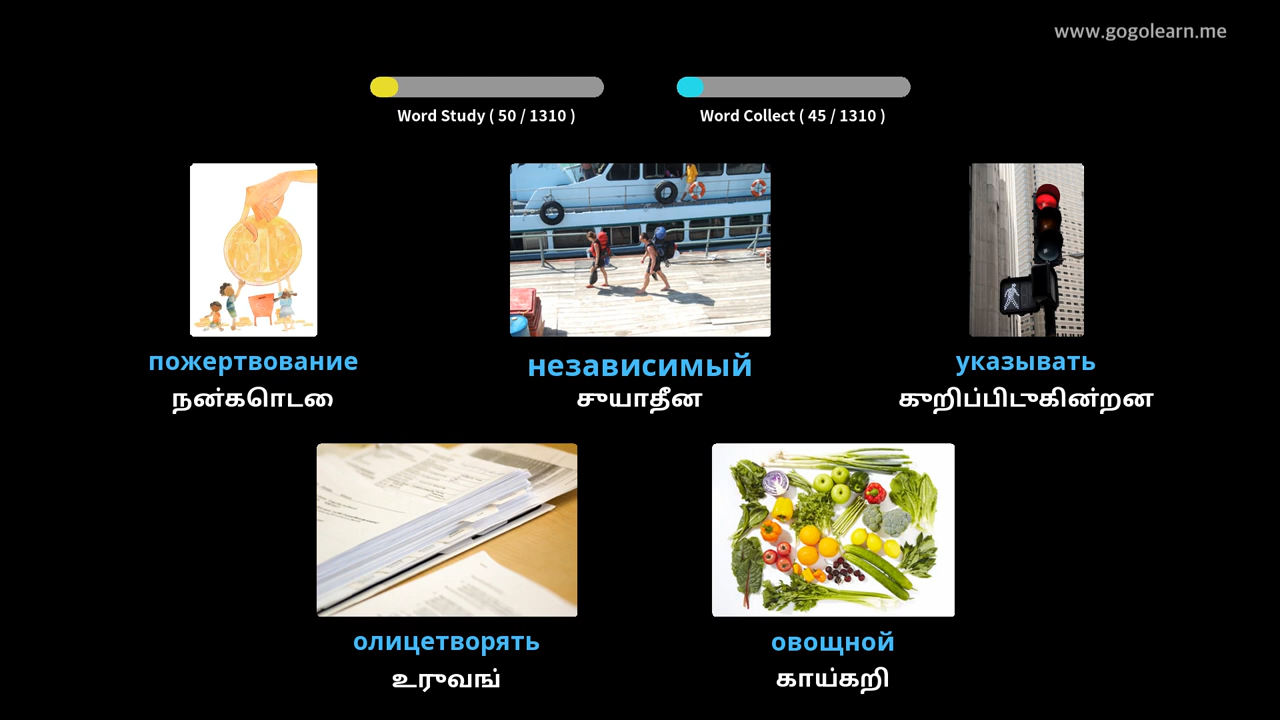 www.gogolearn.me
Word Study ( 50 / 1310 )
Word Collect ( 45 / 1310 )
пожертвование
நன்கொடை
независимый
சுயாதீன
указывать
குறிப்பிடுகின்றன
олицетворять
உருவங்
овощной
காய்கறி